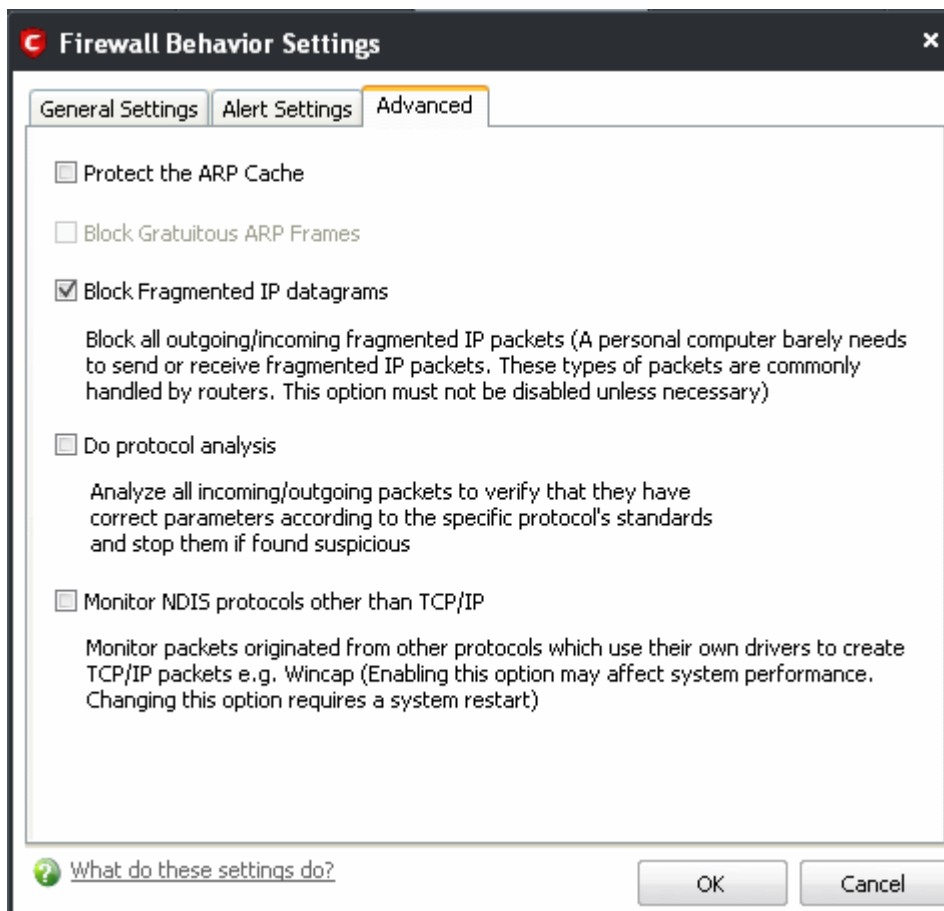 Firewall Behavior Settings
General Settings Alert Settings Advanced
Protect the ARP Cache
Block Gratuitous ARP Frames
Block Fragmented IP datagrams
Block all outgoing/incoming fragmented IP packets (A personal computer barely needs
to send or receive fragmented IP packets. These types of packets are commonly
handled by routers. This option must not be disabled unless necessary)
Do protocol analysis
Analyze all incoming/outgoing packets to verify that they have
correct parameters according to the specific protocol's standards
and stop them if found suspicious
Monitor NDIS protocols other than TCP/IP
Monitor packets originated from other protocols which use their own drivers to create
TCP/IP packets e.g. Wincap (Enabling this option may affect system performance.
Changing this option requires a system restart)
What do these settings do?
OK Cancel